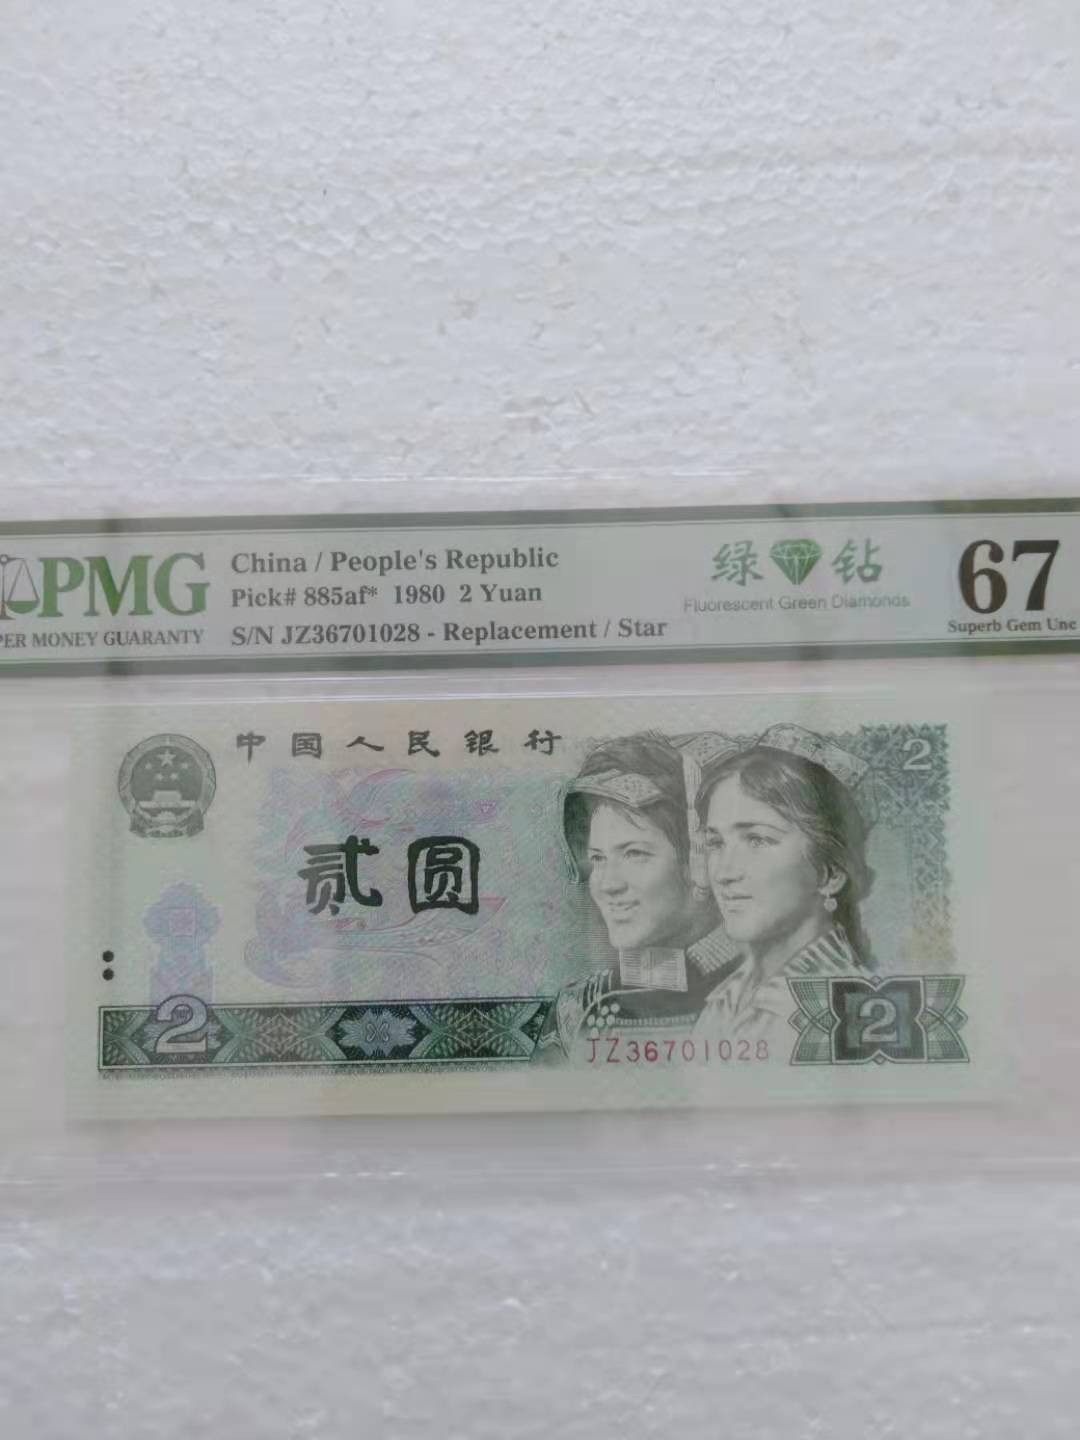 PMG
PER MONEY GUARANTY
China / People's Republic
Pick# 885af* 1980 2 Yuan
S/N JZ36701028 - Replacement / Star
绿 钻
Fluorescent Green Diamonds
67
Superb Gem Unc
中国人民银行
2
贰圆
2
2
JZ36701028